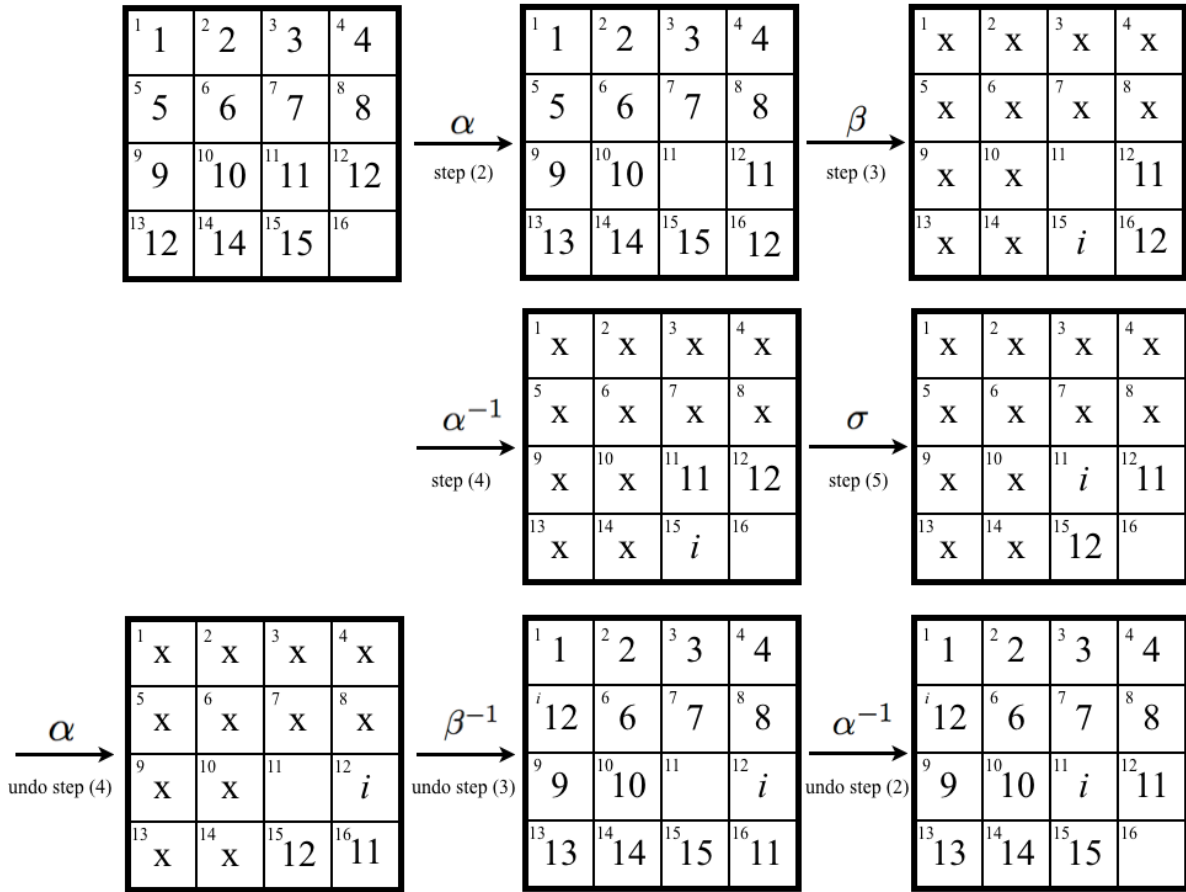 1 1 2 2 3 3 4 4
5 5 6 6 7 7 8 8
9 9 10 10 11 11 12 12
13 12 14 14 15 15 16
α
step (2)
1 1 2 2 3 3 4 4
5 5 6 6 7 7 8 8
9 9 10 10 11 12 11
13 13 14 14 15 15 16 12
β
step (3)
1 x 2 x 3 x 4 x
5 x 6 x 7 x 8 x
9 x 10 x 11 12 11
13 x 14 x 15 i 16 12
α⁻¹
step (4)
1 x 2 x 3 x 4 x
5 x 6 x 7 x 8 x
9 x 10 x 11 11 12 12
13 x 14 x 15 i 16
σ
step (5)
1 x 2 x 3 x 4 x
5 x 6 x 7 x 8 x
9 x 10 x 11 i 12 11
13 x 14 x 15 12 16
α
undo step (4)
1 x 2 x 3 x 4 x
5 x 6 x 7 x 8 x
9 x 10 x 11 12 i
13 x 14 x 15 12 16 11
β⁻¹
undo step (3)
1 1 2 2 3 3 4 4
i 12 6 6 7 7 8 8
9 9 10 10 11 12 i
13 13 14 14 15 15 16 11
α⁻¹
undo step (2)
1 1 2 2 3 3 4 4
i 12 6 6 7 7 8 8
9 9 10 10 11 i 12 11
13 13 14 14 15 15 16